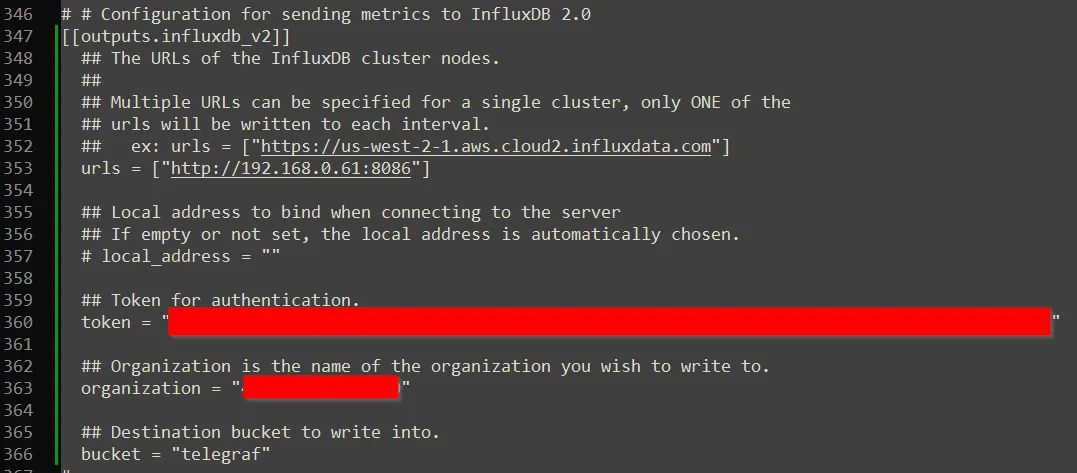 346 # # Configuration for sending metrics to InfluxDB 2.0
347 [[outputs.influxdb_v2]]
348   ## The URLs of the InfluxDB cluster nodes.
349   ##
350   ## Multiple URLs can be specified for a single cluster, only ONE of the
351   ## urls will be written to each interval.
352   ##   ex: urls = ["https://us-west-2-1.aws.cloud2.influxdata.com"]
353   urls = ["http://192.168.0.61:8086"]
354
355   ## Local address to bind when connecting to the server
356   ## If empty or not set, the local address is automatically chosen.
357   # local_address = ""
358
359   ## Token for authentication.
360   token = ""
361
362   ## Organization is the name of the organization you wish to write to.
363   organization = ""
364
365   ## Destination bucket to write into.
366   bucket = "telegraf"